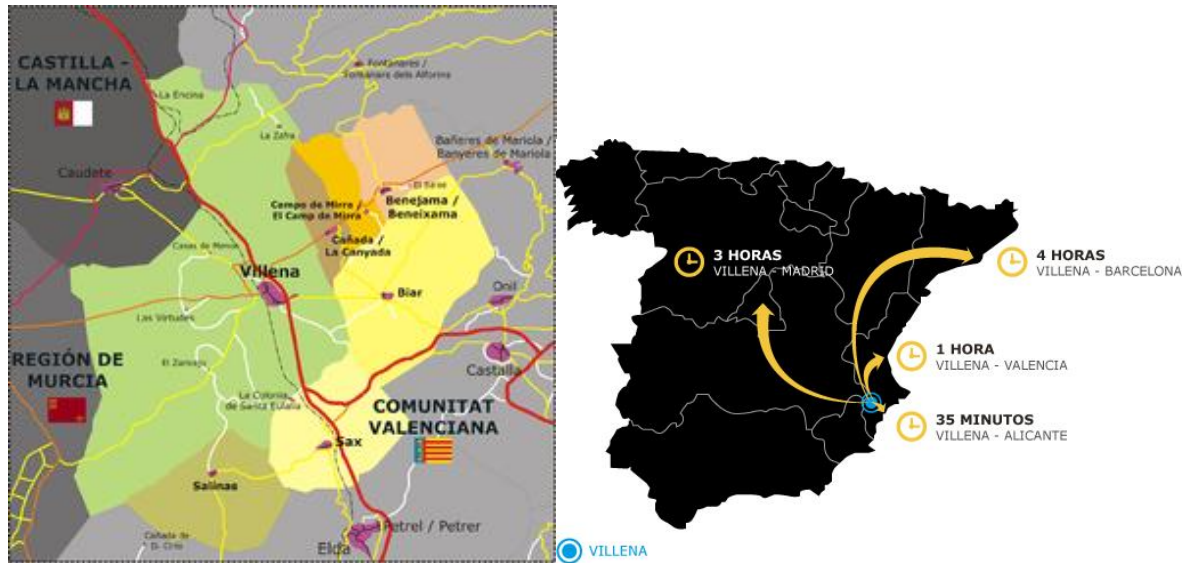 CASTILLA -
LA MANCHA
Fontanares /
Fontanars dels Alforins
La Encina
La Zafra
Bañeres de Mariola /
Banyeres de Mariola
Caudete
Campo de Mirra /
El Camp de Mirra
Benejama /
Beneixama
Cañada /
La Canyada
Casas de Menor
Villena
Biar
Onil
Las Virtudes
El Zaricejo
REGIÓN DE
MURCIA
Castalla
La Colonia
de Santa Eulalia
COMUNITAT
VALENCIANA
Sax
Salinas
Petrel / Petrer
Elda
3 HORAS
VILLENA - MADRID
4 HORAS
VILLENA - BARCELONA
1 HORA
VILLENA - VALENCIA
35 MINUTOS
VILLENA - ALICANTE
VILLENA